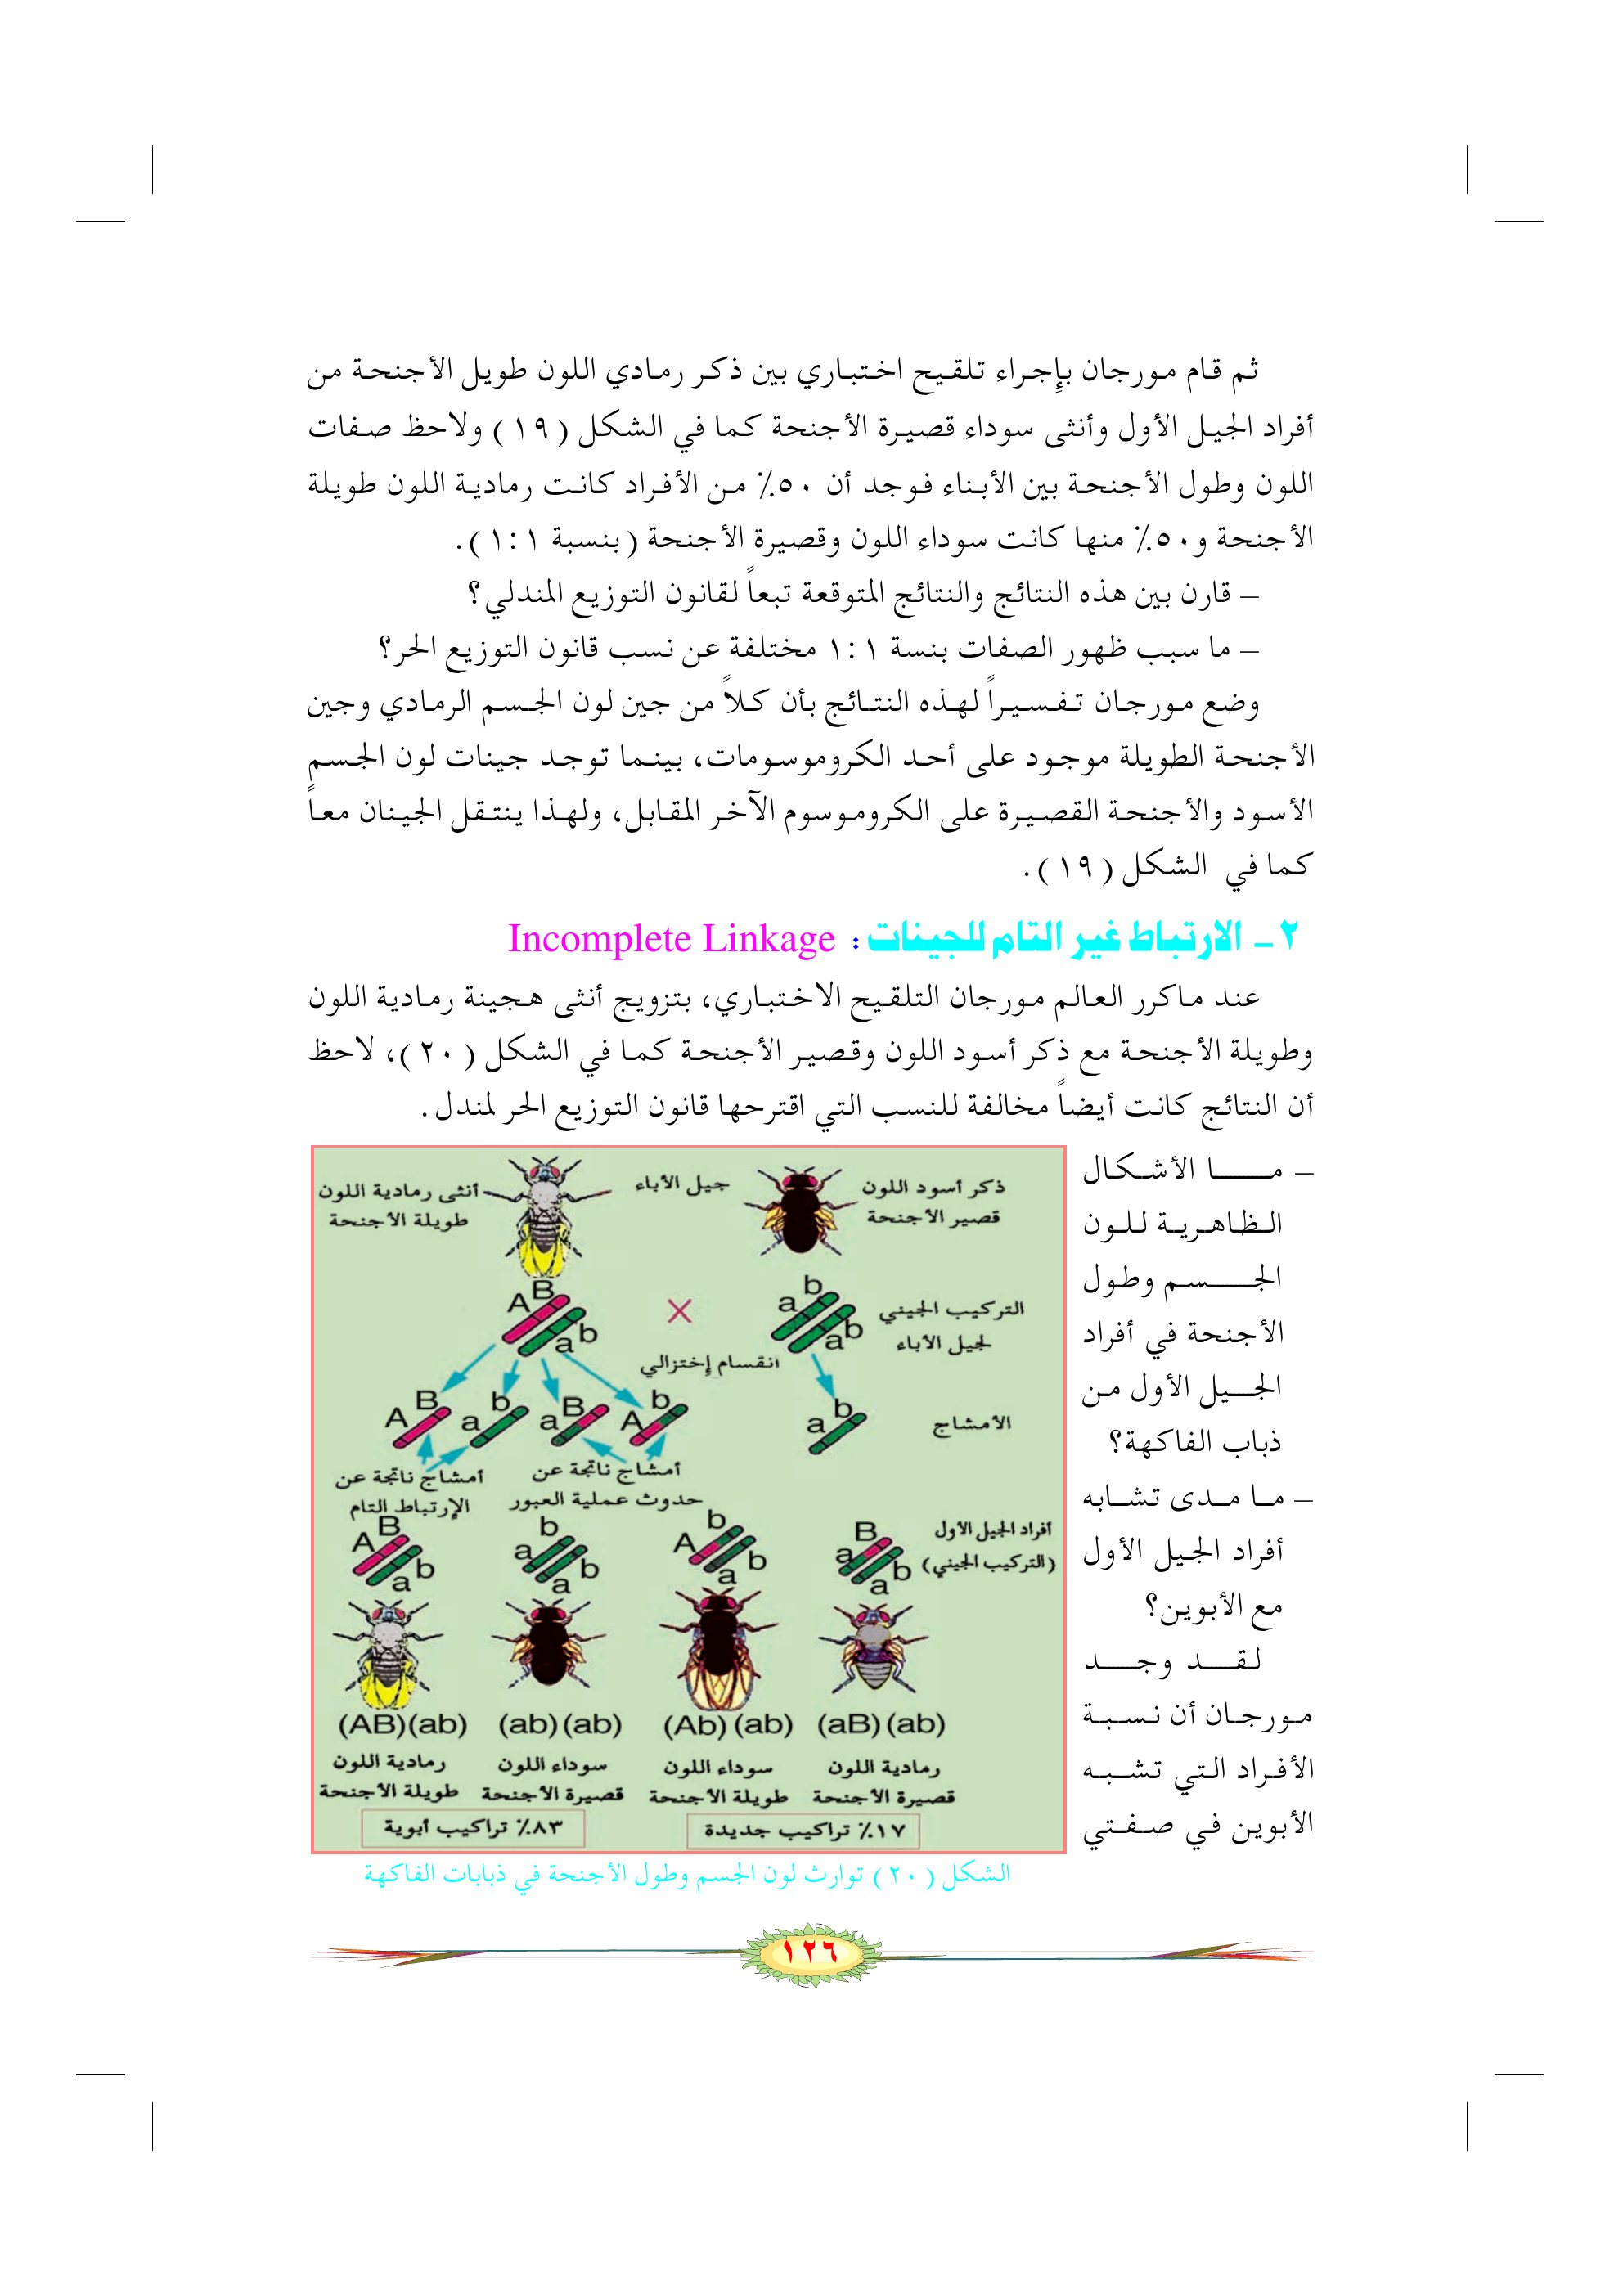 ثم قام مورجان بإجراء تلقيح اختباري بين ذكر رمادي اللون طويل الأجنحة من
أفراد الجيل الأول وأنثى سوداء قصيرة الأجنحة كما في الشكل (١٩) ولاحظ صفات
اللون وطول الأجنحة بين الأبناء فوجد أن ٥٠٪ من الأفراد كانت رمادية اللون طويلة
الأجنحة و٥٠٪ منها كانت سوداء اللون وقصيرة الأجنحة (بنسبة ١:١).
– قارن بين هذه النتائج والنتائج المتوقعة تبعاً لقانون التوزيع المندلي؟
– ما سبب ظهور الصفات بنسة ١:١ مختلفة عن نسب قانون التوزيع الحر؟
وضع مورجان تفسيراً لهذه النتائج بأن كلاً من جين لون الجسم الرمادي وجين
الأجنحة الطويلة موجود على أحد الكروموسومات، بينما توجد جينات لون الجسم
الأسود والأجنحة القصيرة على الكروموسوم الآخر المقابل، ولهذا ينتقل الجينان معاً
كما في الشكل (١٩).
٢ – الارتباط غير التام للجينات : Incomplete Linkage
عند ماكرر العالم مورجان التلقيح الاختباري، بتزويج أنثى هجينة رمادية اللون
وطويلة الأجنحة مع ذكر أسود اللون وقصير الأجنحة كما في الشكل (٢٠)، لاحظ
أن النتائج كانت أيضاً مخالفة للنسب التي اقترحها قانون التوزيع الحر لمندل.
– ما الأشكال
الظاهرية للون
الجسم وطول
الأجنحة في أفراد
الجيل الأول من
ذباب الفاكهة؟
– ما مدى تشابه
أفراد الجيل الأول
مع الأبوين؟
لقد وجد
مورجان أن نسبة
الأفراد التي تشبه
الأبوين في صفتي
ذكر أسود اللون
قصير الأجنحة
جيل الأباء
أنثى رمادية اللون
طويلة الأجنحة
A B
a b
×
a b
a b
التركيب الجيني
لجيل الأباء
انقسام إختزالي
A B
a b
a B
A b
a b
الأمشاج
أمشاج ناتجة عن
الإرتباط التام
أمشاج ناتجة عن
حدوث عملية العبور
أفراد الجيل الأول
(التركيب الجيني)
A B
a b
a b
a b
A b
a b
a B
a b
(AB)(ab) (ab)(ab) (Ab)(ab) (aB)(ab)
رمادية اللون
قصيرة الأجنحة
سوداء اللون
طويلة الأجنحة
سوداء اللون
قصيرة الأجنحة
رمادية اللون
طويلة الأجنحة
١٧٪ تراكيب جديدة
٨٣٪ تراكيب أبوية
الشكل (٢٠) توارث لون الجسم وطول الأجنحة في ذبابات الفاكهة
١٢٦